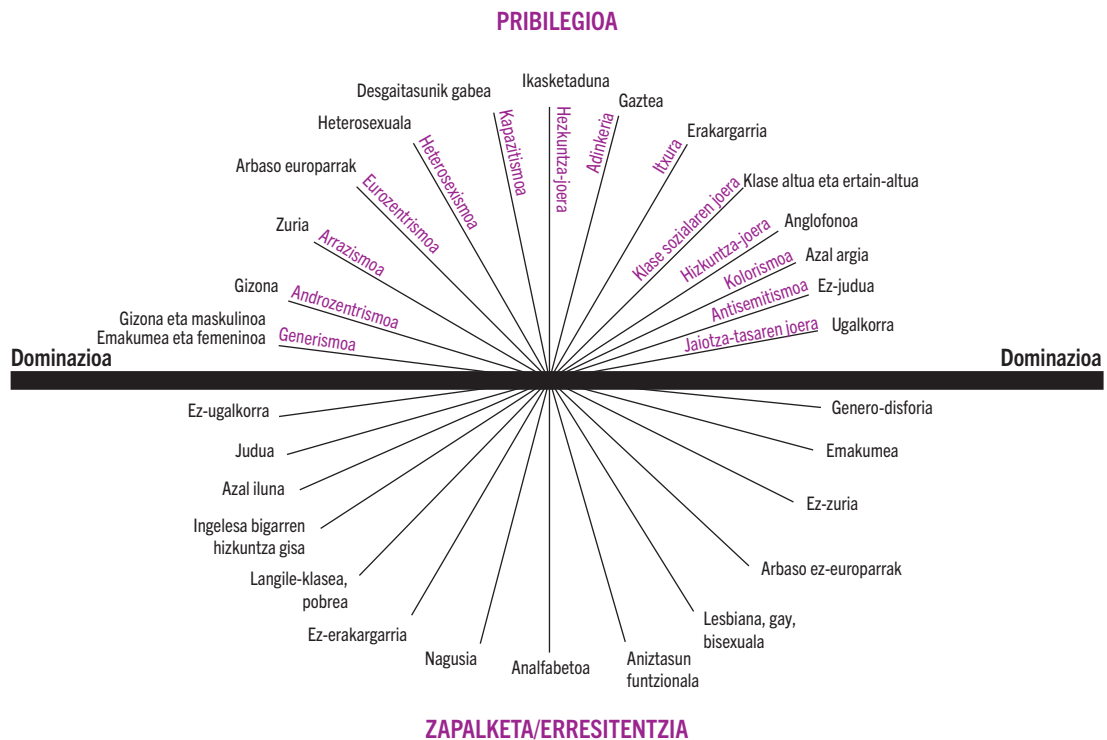 PRIBILEGIOA
Ikasketaduna
Desgaitasunik gabea
Gaztea
Heterosexuala
Erakargarria
Arbaso europarrak
Klase altua eta ertain-altua
Zuria
Anglofonoa
Azal argia
Gizona
Ez-judua
Gizona eta maskulinoa
Emakumea eta femeninoa
Ugalkorra
Generismoa
Androzentrismoa
Arrazismoa
Eurozentrismoa
Heterosexismoa
Kapazitismoa
Hezkuntza-joera
Adinkeria
Itxura
Klase sozialaren joera
Hizkuntza-joera
Kolorismoa
Antisemitismoa
Jaiotza-tasaren joera
Dominazioa
Dominazioa
Ez-ugalkorra
Genero-disforia
Judua
Emakumea
Azal iluna
Ez-zuria
Ingelesa bigarren
hizkuntza gisa
Arbaso ez-europarrak
Langile-klasea,
pobrea
Lesbiana, gay,
bisexuala
Ez-erakargarria
Nagusia
Analfabetoa
Aniztasun
funtzionala
ZAPALKETA/ERRESITENTZIA